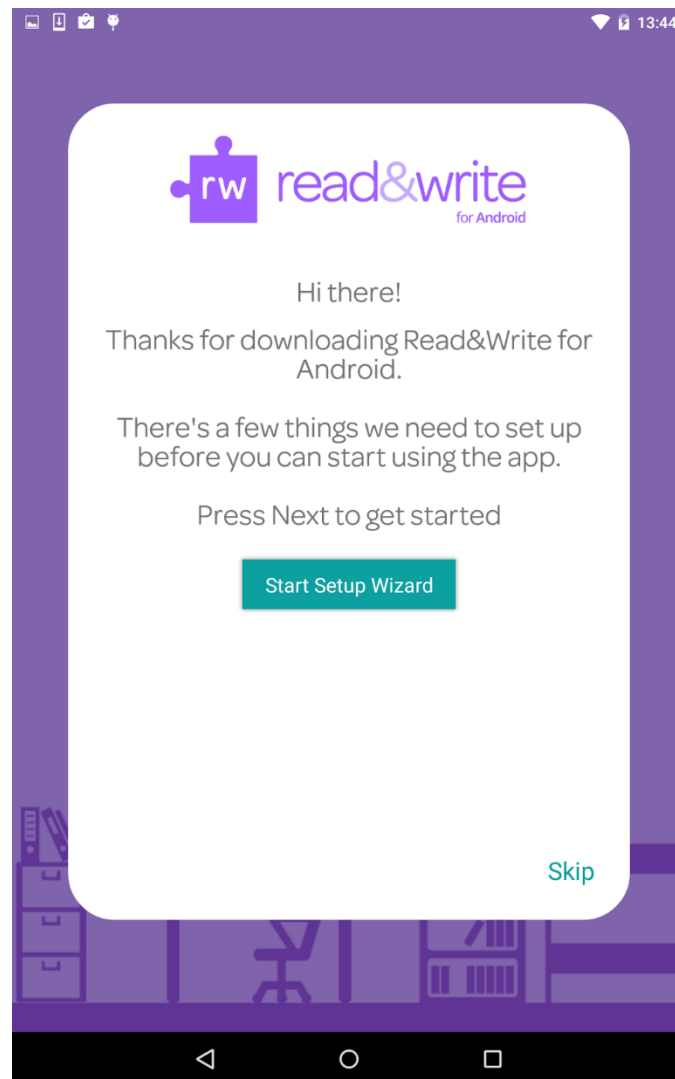 13:44
rw read&write
for Android
Hi there!
Thanks for downloading Read&Write for
Android.
There's a few things we need to set up
before you can start using the app.
Press Next to get started
Start Setup Wizard
Skip